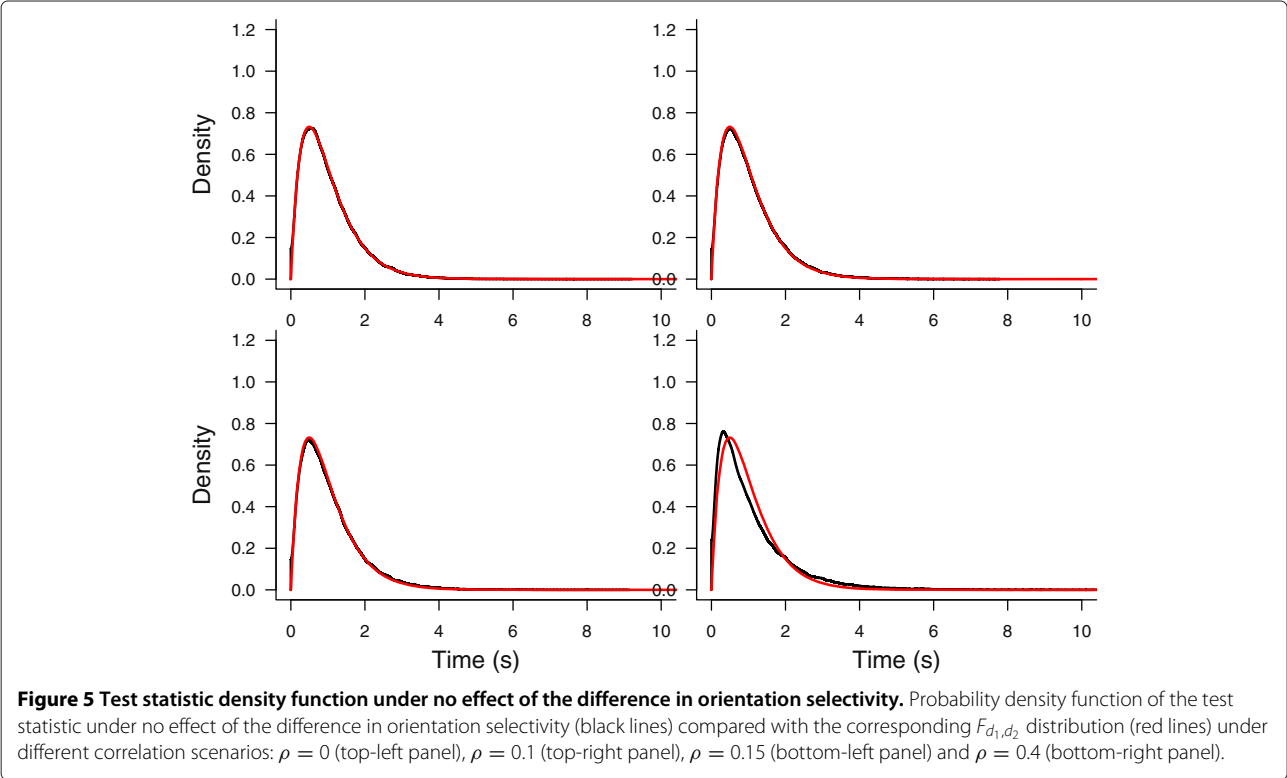 1.2
1.0
0.8
0.6
0.4
0.2
0.0
Density
0 2 4 6 8 10
1.2
1.0
0.8
0.6
0.4
0.2
0.0
0 2 4 6 8 10
1.2
1.0
0.8
0.6
0.4
0.2
0.0
Density
0 2 4 6 8 10
Time (s)
1.2
1.0
0.8
0.6
0.4
0.2
0.0
0 2 4 6 8 10
Time (s)
Figure 5 Test statistic density function under no effect of the difference in orientation selectivity. Probability density function of the test
statistic under no effect of the difference in orientation selectivity (black lines) compared with the corresponding F_{d_1,d_2} distribution (red lines) under
different correlation scenarios: ρ = 0 (top-left panel), ρ = 0.1 (top-right panel), ρ = 0.15 (bottom-left panel) and ρ = 0.4 (bottom-right panel).